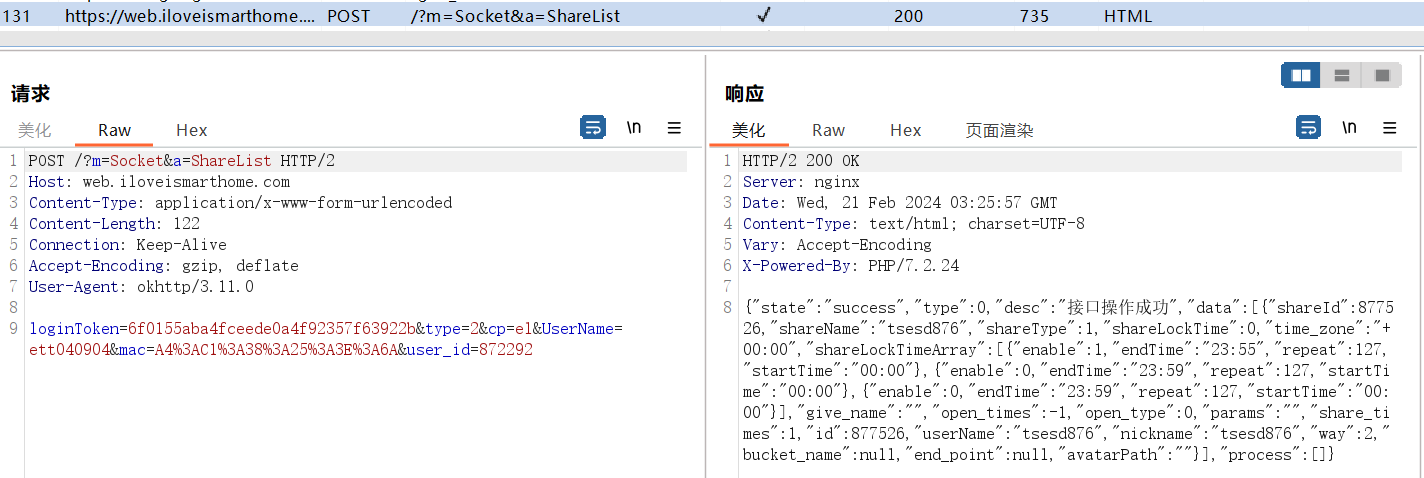 131 https://web.iloveismarthome.... POST /?m=Socket&a=ShareList ✓ 200 735 HTML
请求
美化 Raw Hex \n
1 POST /?m=Socket&a=ShareList HTTP/2
2 Host: web.iloveismarthome.com
3 Content-Type: application/x-www-form-urlencoded
4 Content-Length: 122
5 Connection: Keep-Alive
6 Accept-Encoding: gzip, deflate
7 User-Agent: okhttp/3.11.0
8
9 loginToken=6f0155aba4fceede0a4f92357f63922b&type=2&cp=el&UserName=
ett040904&mac=A4%3AC1%3A38%3A25%3A3E%3A6A&user_id=872292
响应
美化 Raw Hex 页面渲染 \n
1 HTTP/2 200 OK
2 Server: nginx
3 Date: Wed, 21 Feb 2024 03:25:57 GMT
4 Content-Type: text/html; charset=UTF-8
5 Vary: Accept-Encoding
6 X-Powered-By: PHP/7.2.24
7
8 {"state":"success","type":0,"desc":"接口操作成功","data":[{"shareId":8775
26,"shareName":"tsesd876","shareType":1,"shareLockTime":0,"time_zone":"+
00:00","shareLockTimeArray":[{"enable":1,"endTime":"23:55","repeat":127,
"startTime":"00:00"},{"enable":0,"endTime":"23:59","repeat":127,"startTi
me":"00:00"},{"enable":0,"endTime":"23:59","repeat":127,"startTime":"00:
00"}],"give_name":"","open_times":-1,"open_type":0,"params":"","share_ti
mes":1,"id":877526,"userName":"tsesd876","nickname":"tsesd876","way":2,"
bucket_name":null,"end_point":null,"avatarPath":""}],"process":[]}